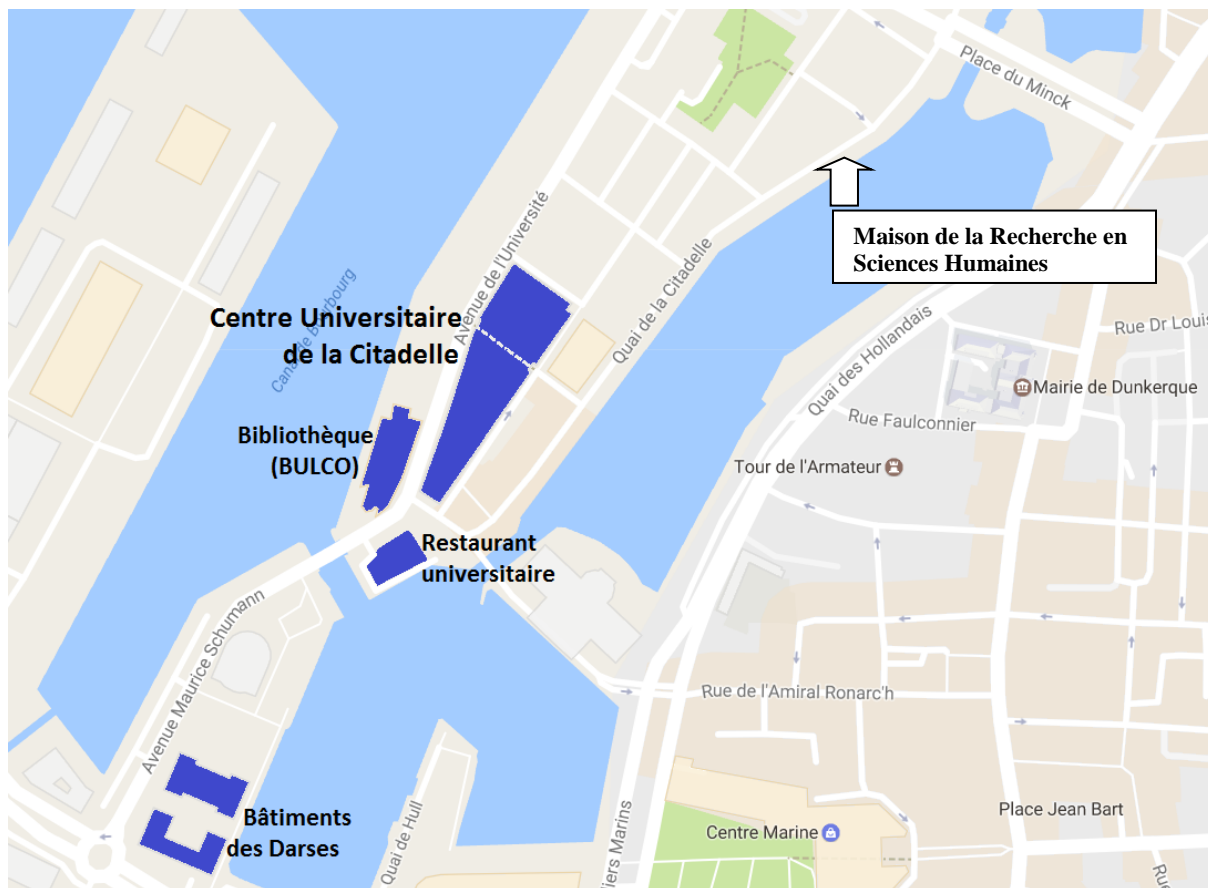 Place du Minck
Maison de la Recherche en
Sciences Humaines
Avenue de l'Université
Quai de la Citadelle
Centre Universitaire
de la Citadelle
Canal de Bourbourg
Quai des Hollandais
Rue Dr Louis
Mairie de Dunkerque
Rue Faulconnier
Bibliothèque
(BULCO)
Tour de l'Armateur
Restaurant
universitaire
Avenue Maurice Schumann
Rue de l'Amiral Ronarc'h
Bâtiments
des Darses
Quai de Hull
iers Marins
Centre Marine
Place Jean Bart
Rue